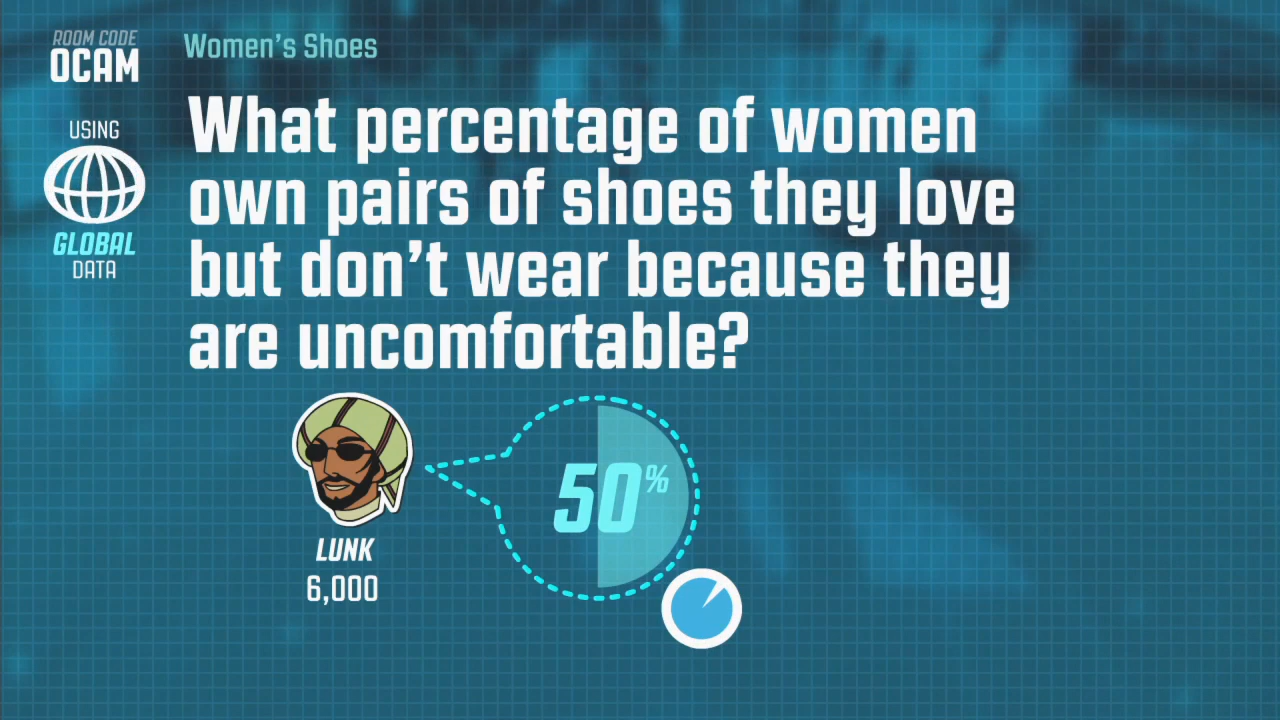 ROOM CODE
OCAM
USING
GLOBAL
DATA
Women's Shoes
What percentage of women
own pairs of shoes they love
but don't wear because they
are uncomfortable?
LUNK
6,000
50%